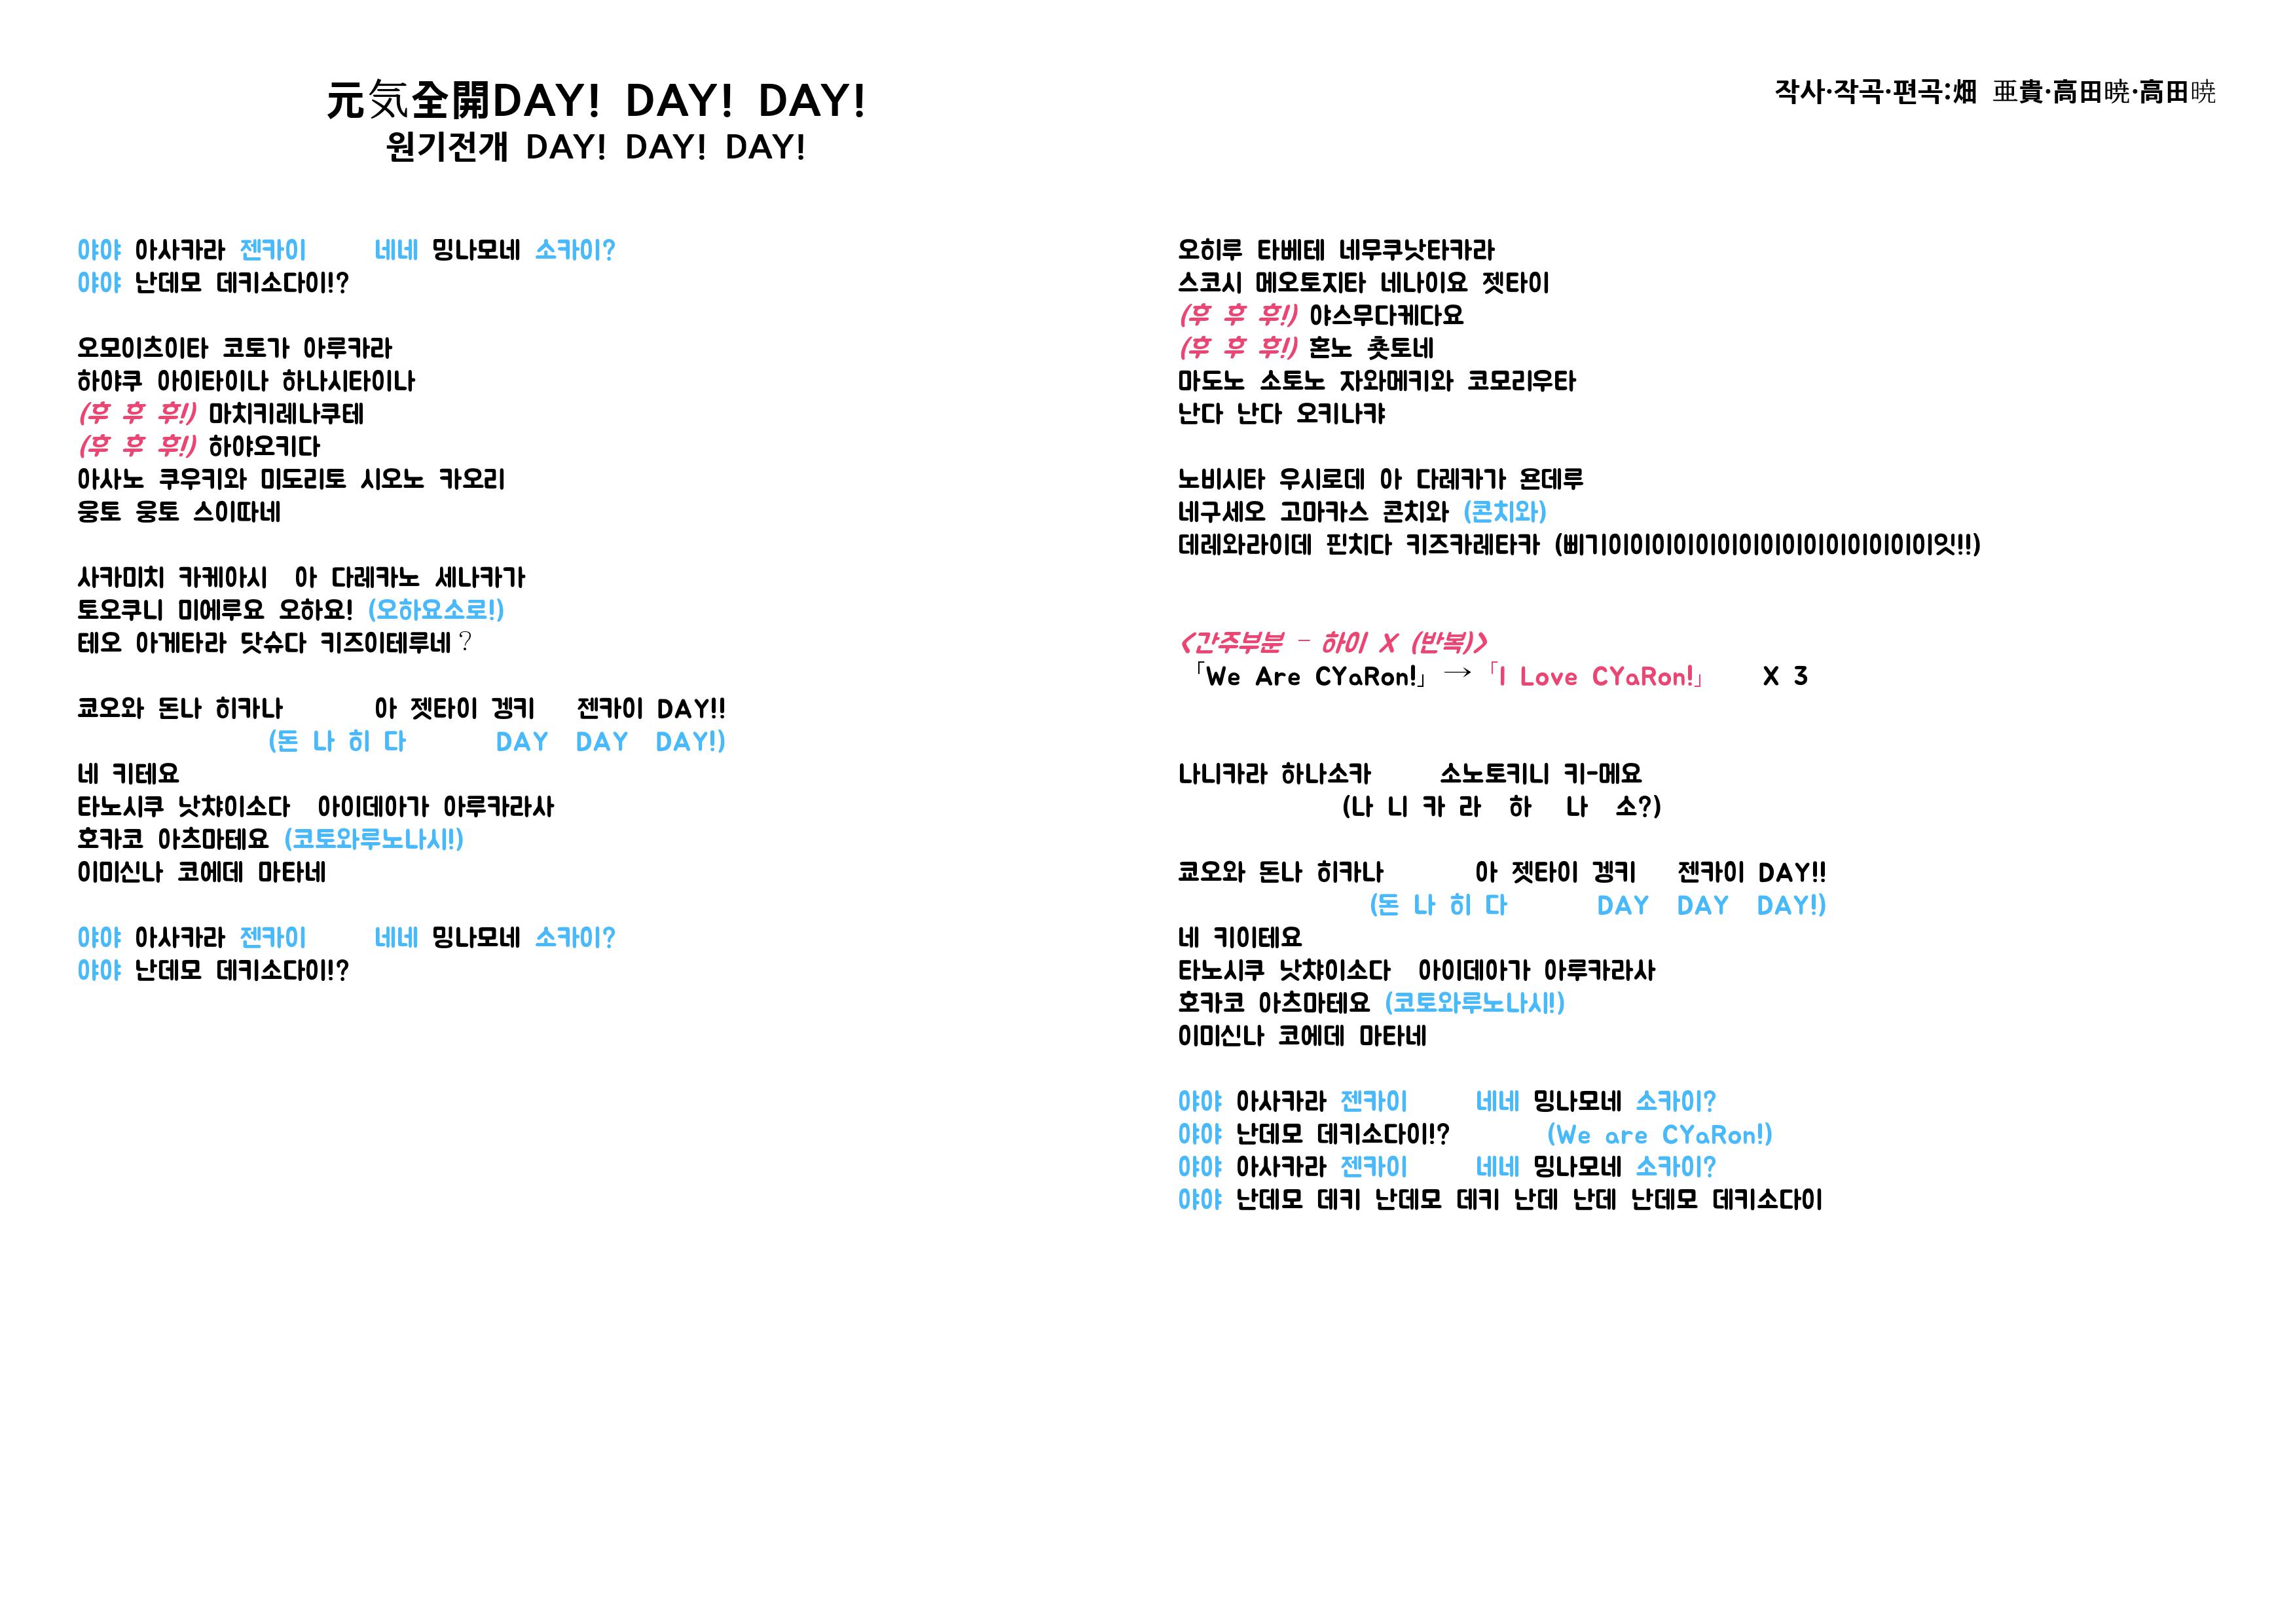 元気全開DAY! DAY! DAY!
원기전개 DAY! DAY! DAY!
작사·작곡·편곡:畑 亜貴·高田暁·高田暁
야야 아사카라 젠카이 네네 밍나모네 소카이?
야야 난데모 데키소다이!?
오모이츠이타 코토가 아루카라
하야쿠 아이타이나 하나시타이나
(후 후 후!) 마치키레나쿠테
(후 후 후!) 하야오키다
아사노 쿠우키와 미도리토 시오노 카오리
웅토 웅토 스이따네
사카미치 카케아시 아 다레카노 세나카가
토오쿠니 미에루요 오하요! (오하요소로!)
테오 아게타라 닷슈다 키즈이테루네?
쿄오와 돈나 히카나 아 젯타이 겡키 젠카이 DAY!!
(돈 나 히 다 DAY DAY DAY!)
네 키테요
타노시쿠 낫챠이소다 아이데아가 아루카라사
호카코 아츠마테요 (코토와루노나시!)
이미신나 코에데 마타네
야야 아사카라 젠카이 네네 밍나모네 소카이?
야야 난데모 데키소다이!?
오히루 타베테 네무쿠낫타카라
스코시 메오토지타 네나이요 젯타이
(후 후 후!) 야스무다케다요
(후 후 후!) 혼노 춋토네
마도노 소토노 자와메키와 코모리우타
난다 난다 오키나캬
노비시타 우시로데 아 다레카가 욘데루
네구세오 고마카스 콘치와 (콘치와)
데레와라이데 핀치다 키즈카레타카 (삐기이이이이이이이이이이이이이이이잇!!)
<간주부분 - 하이 X (반복)>
「We Are CYaRon!」→「I Love CYaRon!」 X 3
나니카라 하나소카 소노토키니 키-메요
(나 니 카 라 하 나 소?)
쿄오와 돈나 히카나 아 젯타이 겡키 젠카이 DAY!!
(돈 나 히 다 DAY DAY DAY!)
네 키이테요
타노시쿠 낫챠이소다 아이데아가 아루카라사
호카코 아츠마테요 (코토와루노나시!)
이미신나 코에데 마타네
야야 아사카라 젠카이 네네 밍나모네 소카이?
야야 난데모 데키소다이!? (We are CYaRon!)
야야 아사카라 젠카이 네네 밍나모네 소카이?
야야 난데모 데키 난데모 데키 난데 난데 난데모 데키소다이